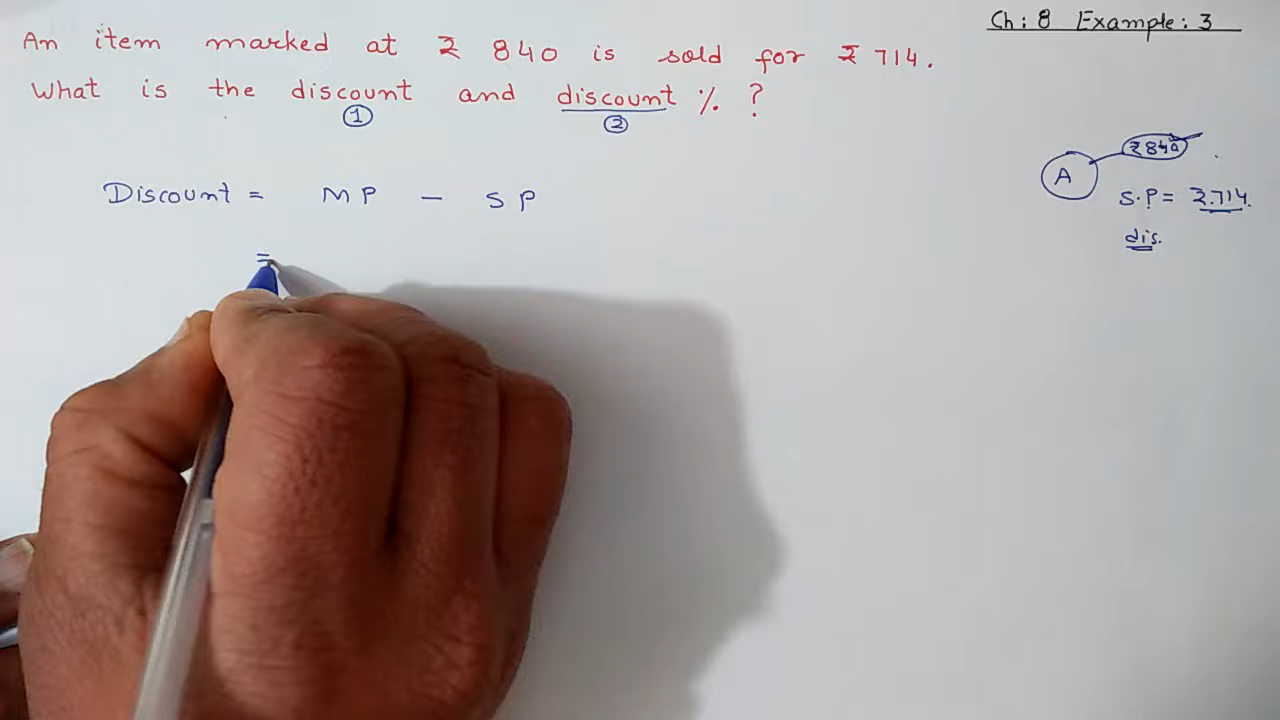 Ch: 8 Example: 3
An item marked at ₹ 840 is sold for ₹ 714.
What is the discount and discount % ?
1 2
A ₹840
Discount = MP - SP
S.P = ₹.714.
dis.
=